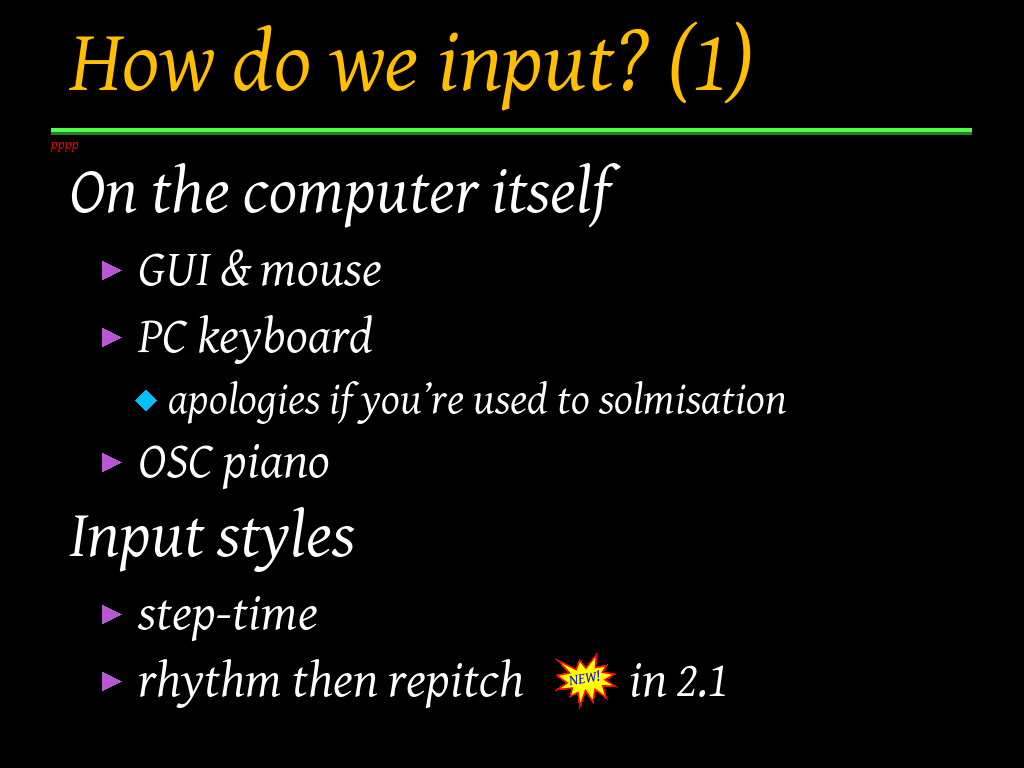 How do we input? (1)
pppp
On the computer itself
► GUI & mouse
► PC keyboard
◆ apologies if you’re used to solmisation
► OSC piano
Input styles
► step-time
► rhythm then repitch NEW! in 2.1